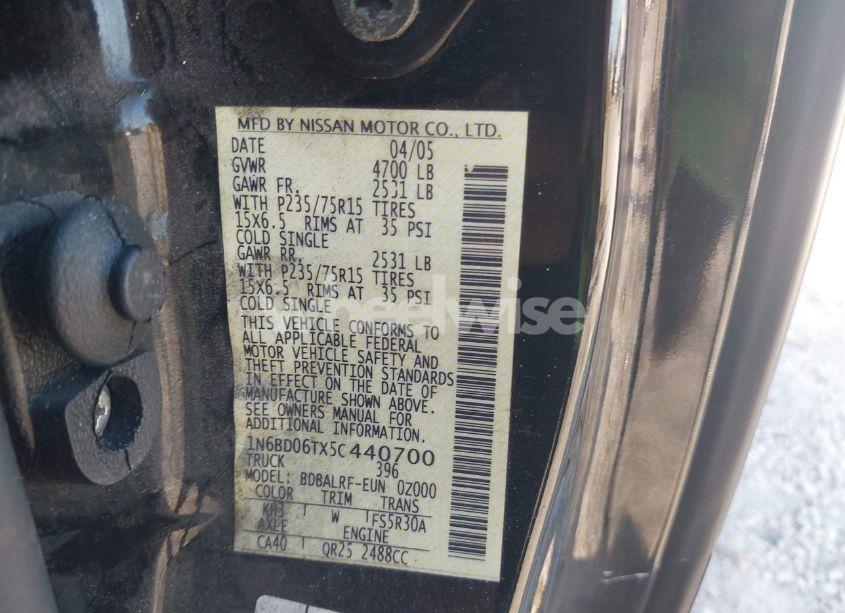 MFD BY NISSAN MOTOR CO., LTD.
DATE 04/05
GVWR 4700 LB
GAWR FR. 2531 LB
WITH P235/75R15 TIRES
15X6.5 RIMS AT 35 PSI
COLD SINGLE
GAWR RR. 2531 LB
WITH P235/75R15 TIRES
15X6.5 RIMS AT 35 PSI
COLD SINGLE
THIS VEHICLE CONFORMS TO
ALL APPLICABLE FEDERAL
MOTOR VEHICLE SAFETY AND
THEFT PREVENTION STANDARDS
IN EFFECT ON THE DATE OF
MANUFACTURE SHOWN ABOVE.
SEE OWNERS MANUAL FOR
ADDITIONAL INFORMATION.
1N6BD06TX5C440700
TRUCK 396
MODEL: BDBALRF-EUN 0Z000
COLOR TRIM TRANS
KH3 W FS5R30A
AXLE ENGINE
CA40 QR25 2488CC